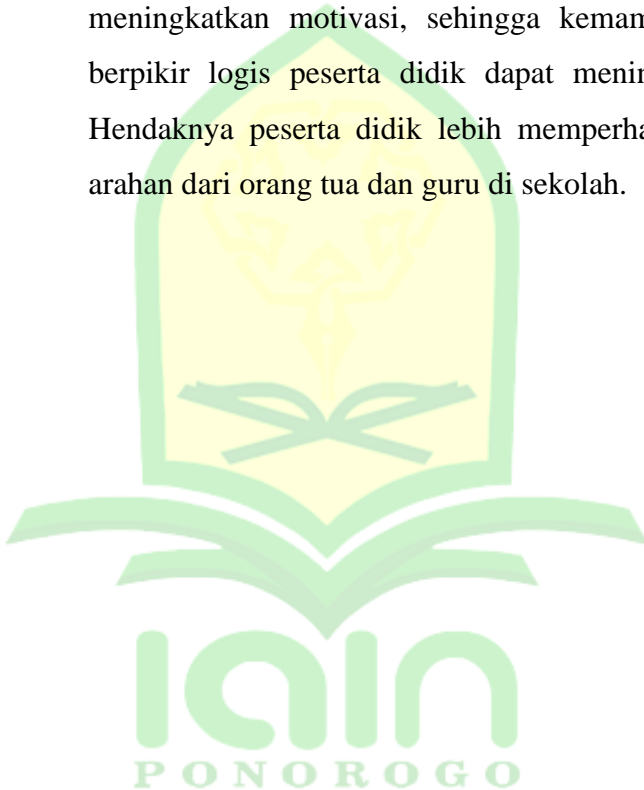 meningkatkan motivasi, sehingga kemam
berpikir logis peserta didik dapat menin
Hendaknya peserta didik lebih memperha
arahan dari orang tua dan guru di sekolah.
iain
PONOROGO